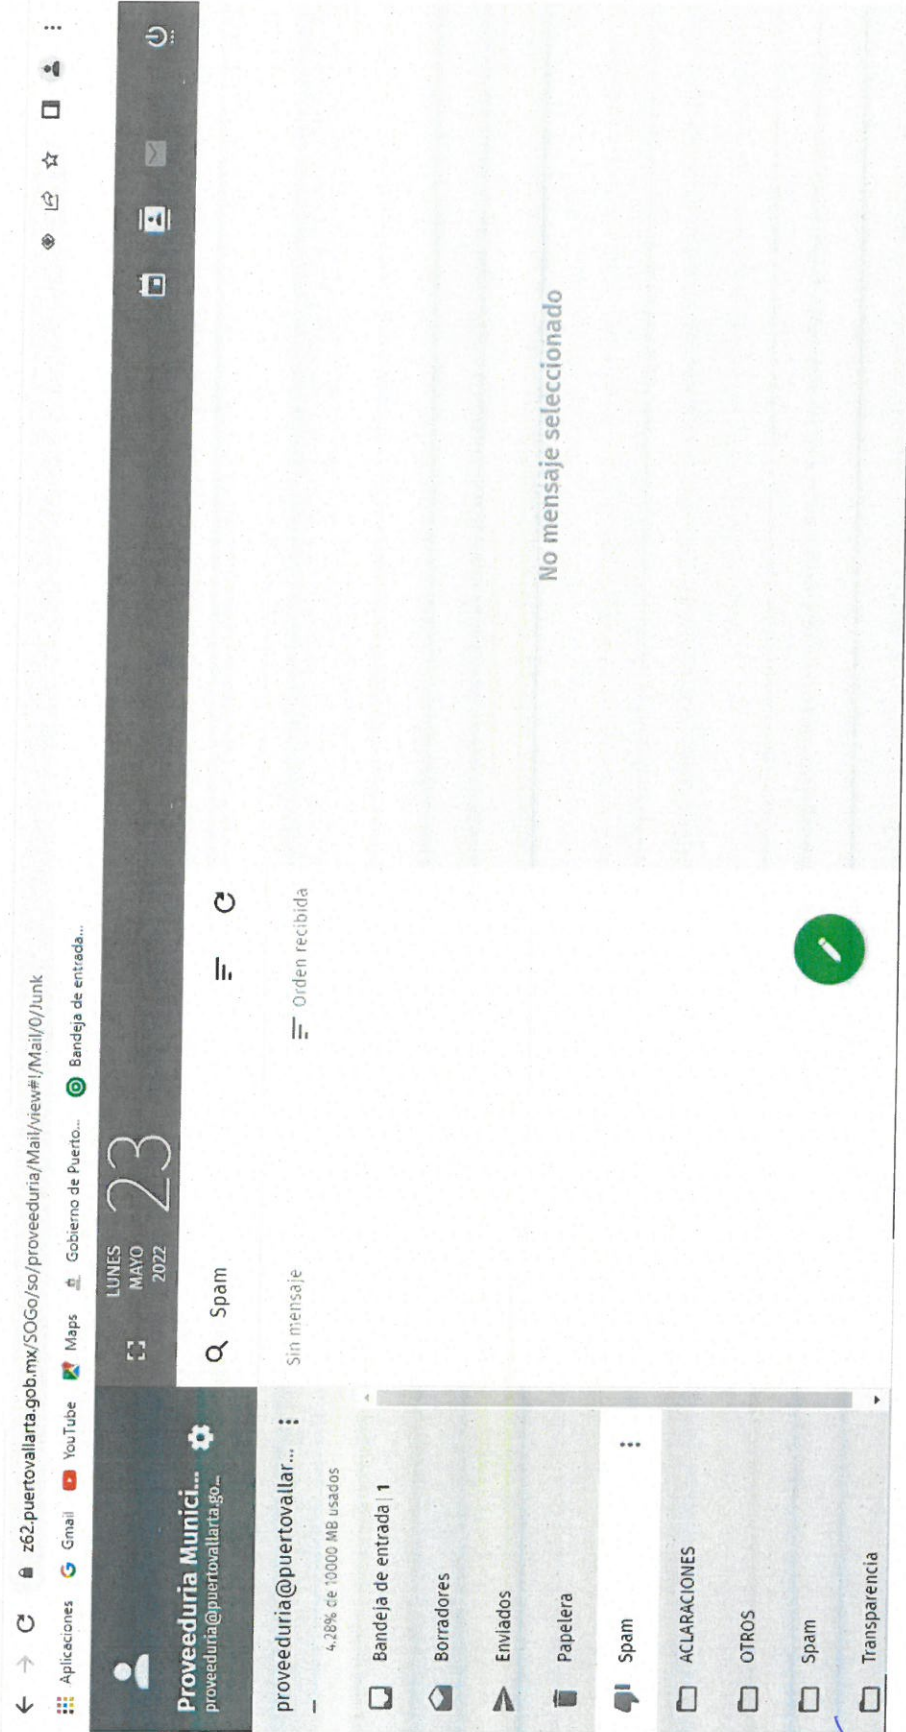 z62.puertovallarta.gob.mx/SOGo/so/proveeduria/Mail/view#!/Mail/0/Junk
Aplicaciones
Gmail
YouTube
Maps
Gobierno de Puerto...
Bandeja de entrada...
LUNES
MAYO
2022
23
Proveeduria Munici...
proveeduria@puertovallarta.go...
Spam
proveeduria@puertovallar...
4.28% de 10000 MB usados
Sin mensaje
Orden recibida
Bandeja de entrada | 1
Borradores
Enviados
Papelera
Spam
ACLARACIONES
OTROS
Spam
Transparencia
No mensaje seleccionado